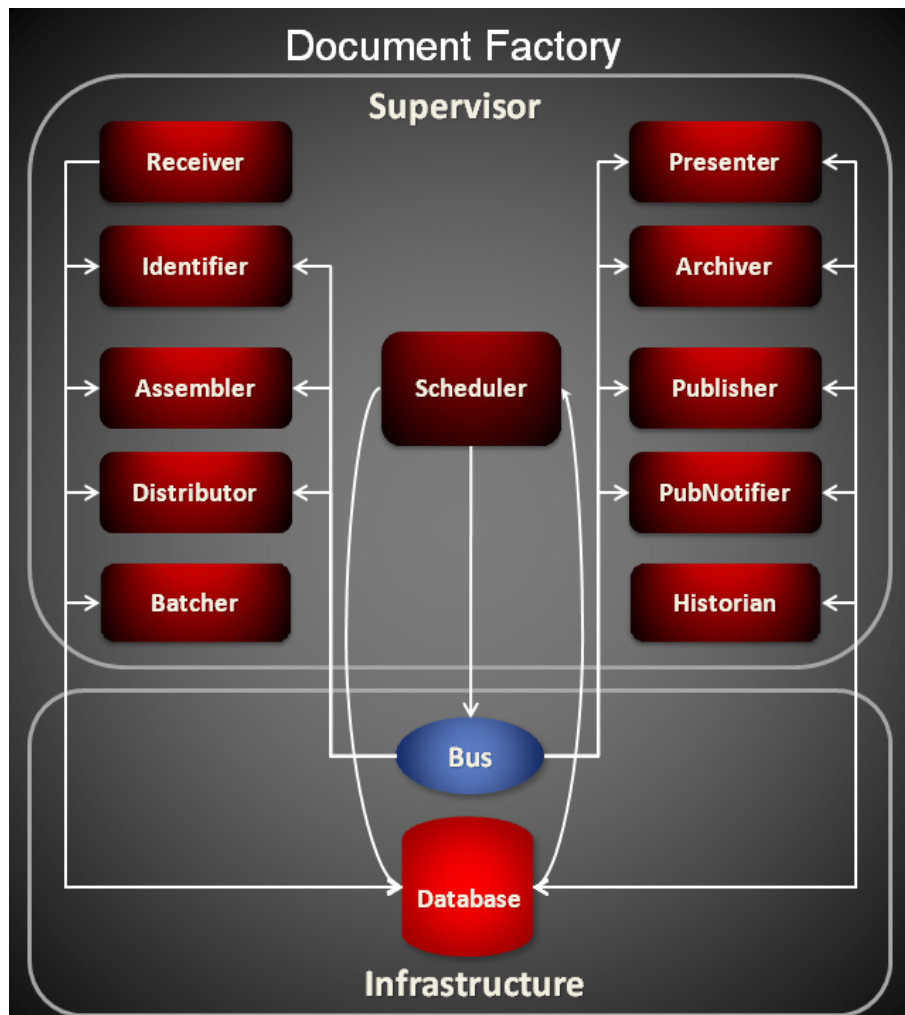 Document Factory
Supervisor
Receiver
Presenter
Identifier
Archiver
Assembler
Scheduler
Publisher
Distributor
PubNotifier
Batcher
Historian
Bus
Database
Infrastructure